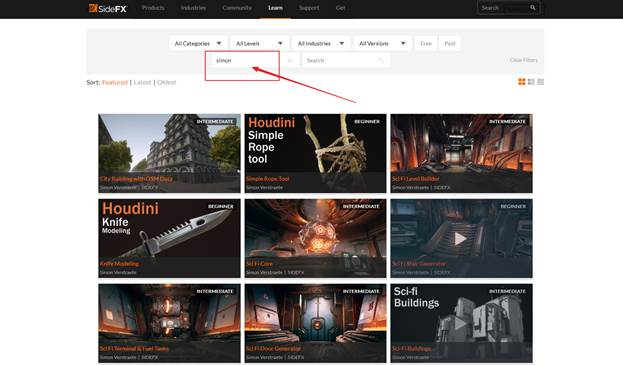 SideFX
Products Industries Community Learn Support Get
Search
All Categories All Levels All Industries All Versions Free Paid
simon Search Clear Filters
Sort: Featured | Latest | Oldest
INTERMEDIATE
City Building with OSM Data
Simon Verstraete | SIDEFX
Houdini
Simple
Rope
tool
BEGINNER
Simple Rope Tool
Simon Verstraete | SIDEFX
INTERMEDIATE
Sci Fi Level Builder
Simon Verstraete | SIDEFX
Houdini
Knife
Modeling
BEGINNER
Knife Modeling
Simon Verstraete | SIDEFX
INTERMEDIATE
Sci Fi Core
Simon Verstraete | SIDEFX
BEGINNER
Sci Fi Stair Generator
Simon Verstraete | SIDEFX
INTERMEDIATE
Sci Fi Terminal & Fuel Tanks
Simon Verstraete | SIDEFX
INTERMEDIATE
Sci Fi Door Generator
Simon Verstraete | SIDEFX
Sci-fi
Buildings
INTERMEDIATE
Sci-Fi-Buildings
Simon Verstraete | SIDEFX